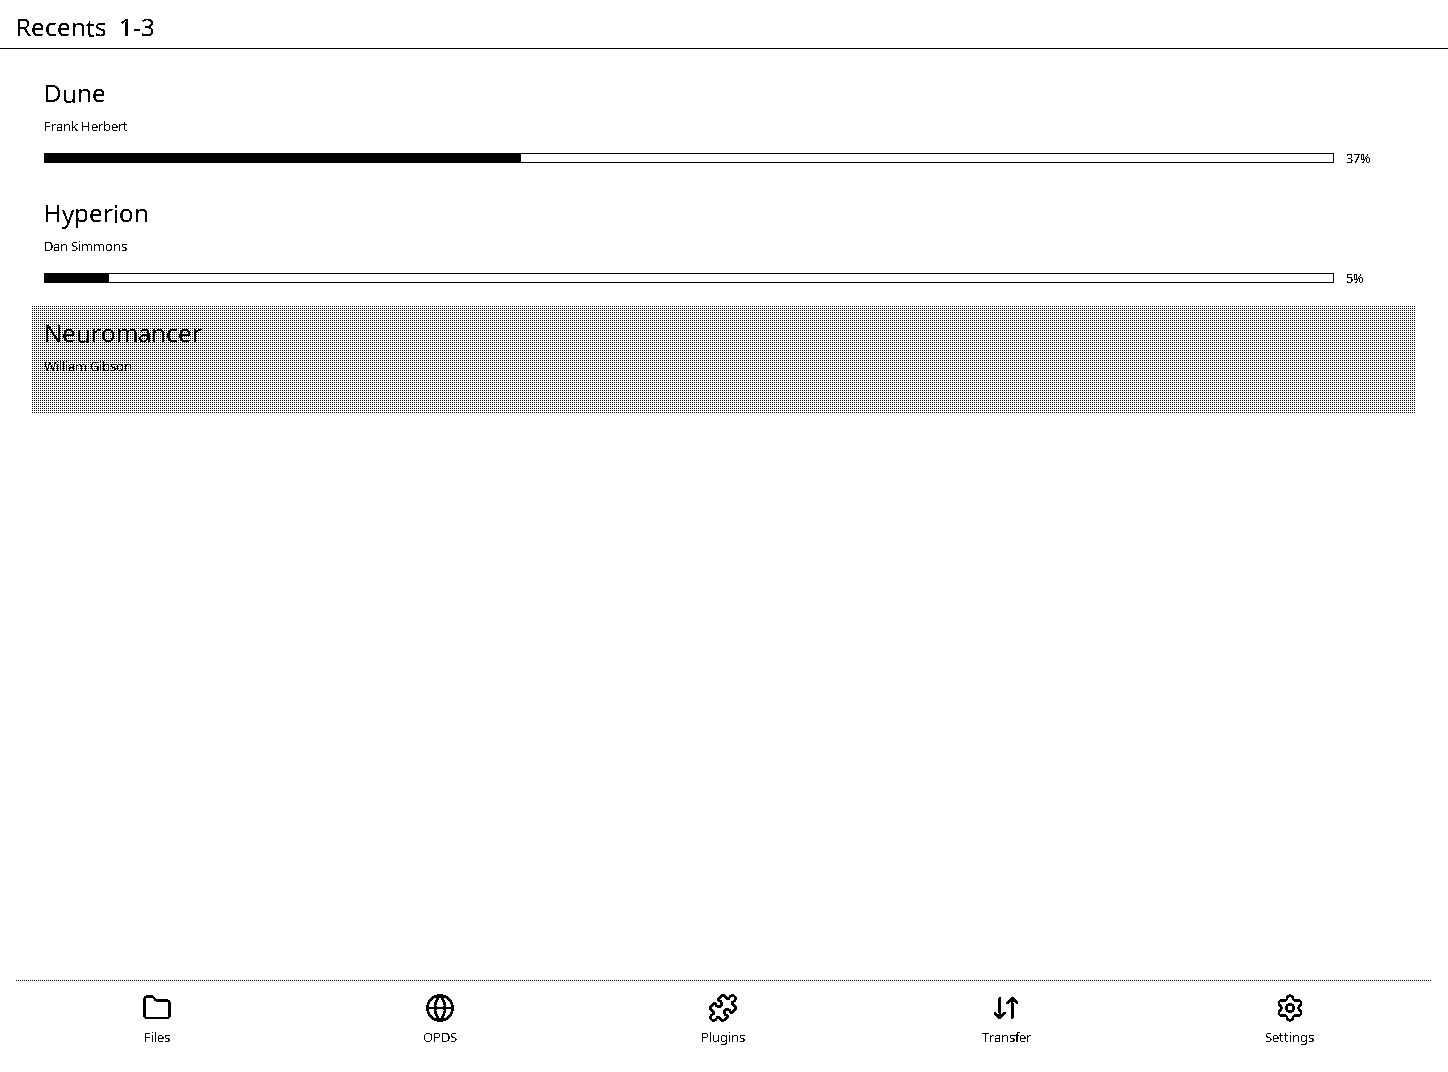 Recents 1-3
Dune
Frank Herbert
37%
Hyperion
Dan Simmons
5%
Neuromancer
William Gibson
Files
OPDS
Plugins
Transfer
Settings